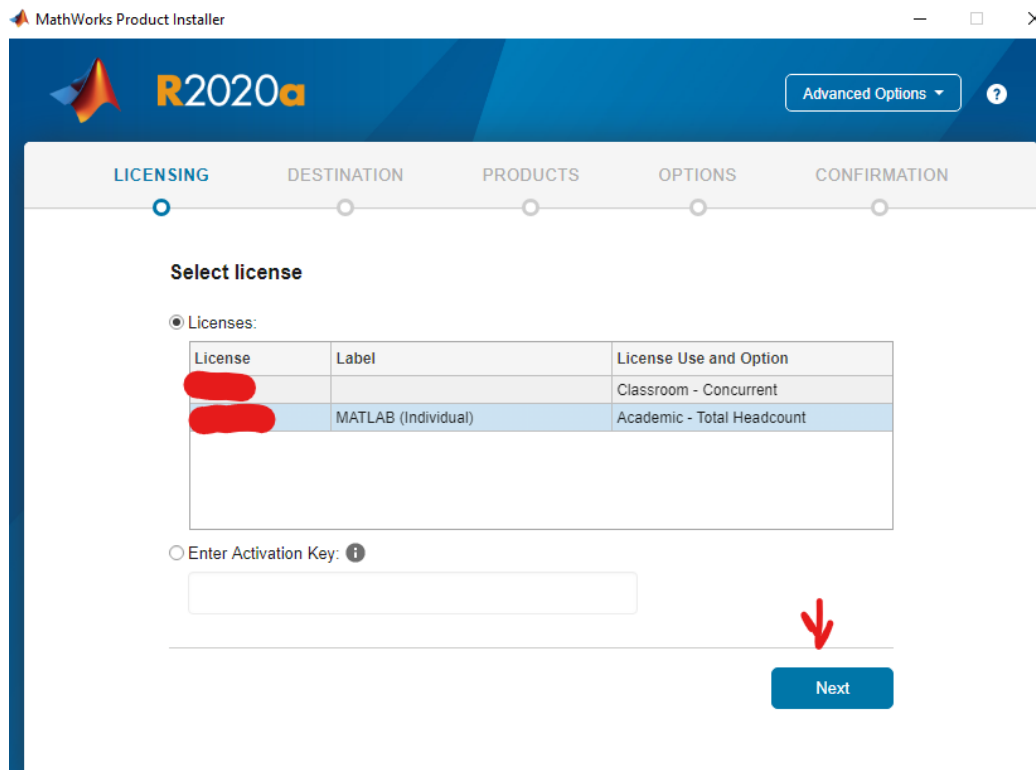 MathWorks Product Installer
R2020a
Advanced Options
?
LICENSING DESTINATION PRODUCTS OPTIONS CONFIRMATION
Select license
Licenses:
License Label License Use and Option
Classroom - Concurrent
MATLAB (Individual) Academic - Total Headcount
Enter Activation Key: i
Next